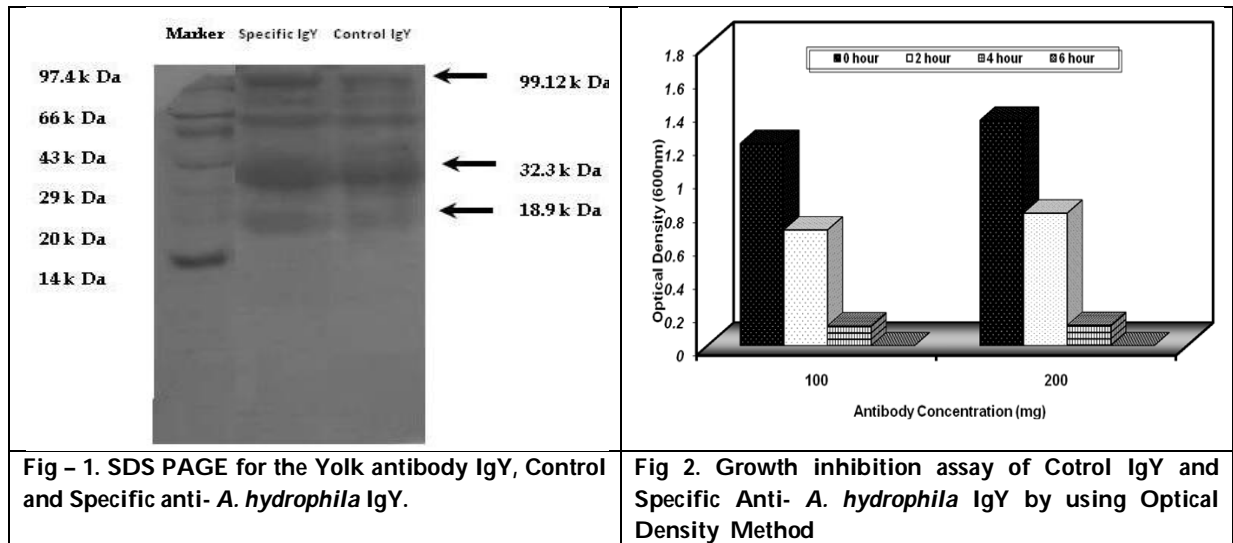 Marker Specific IgY Control IgY
97.4 k Da
66 k Da
43 k Da
29 k Da
20 k Da
14 k Da
99.12 k Da
32.3 k Da
18.9 k Da
Fig – 1. SDS PAGE for the Yolk antibody IgY, Control
and Specific anti- A. hydrophila IgY.
0 hour 2 hour 4 hour 6 hour
1.8
1.6
1.4
1.2
1
0.8
0.6
0.4
0.2
0
Optical Density (600nm)
100 200
Antibody Concentration (mg)
Fig 2. Growth inhibition assay of Cotrol IgY and
Specific Anti- A. hydrophila IgY by using Optical
Density Method